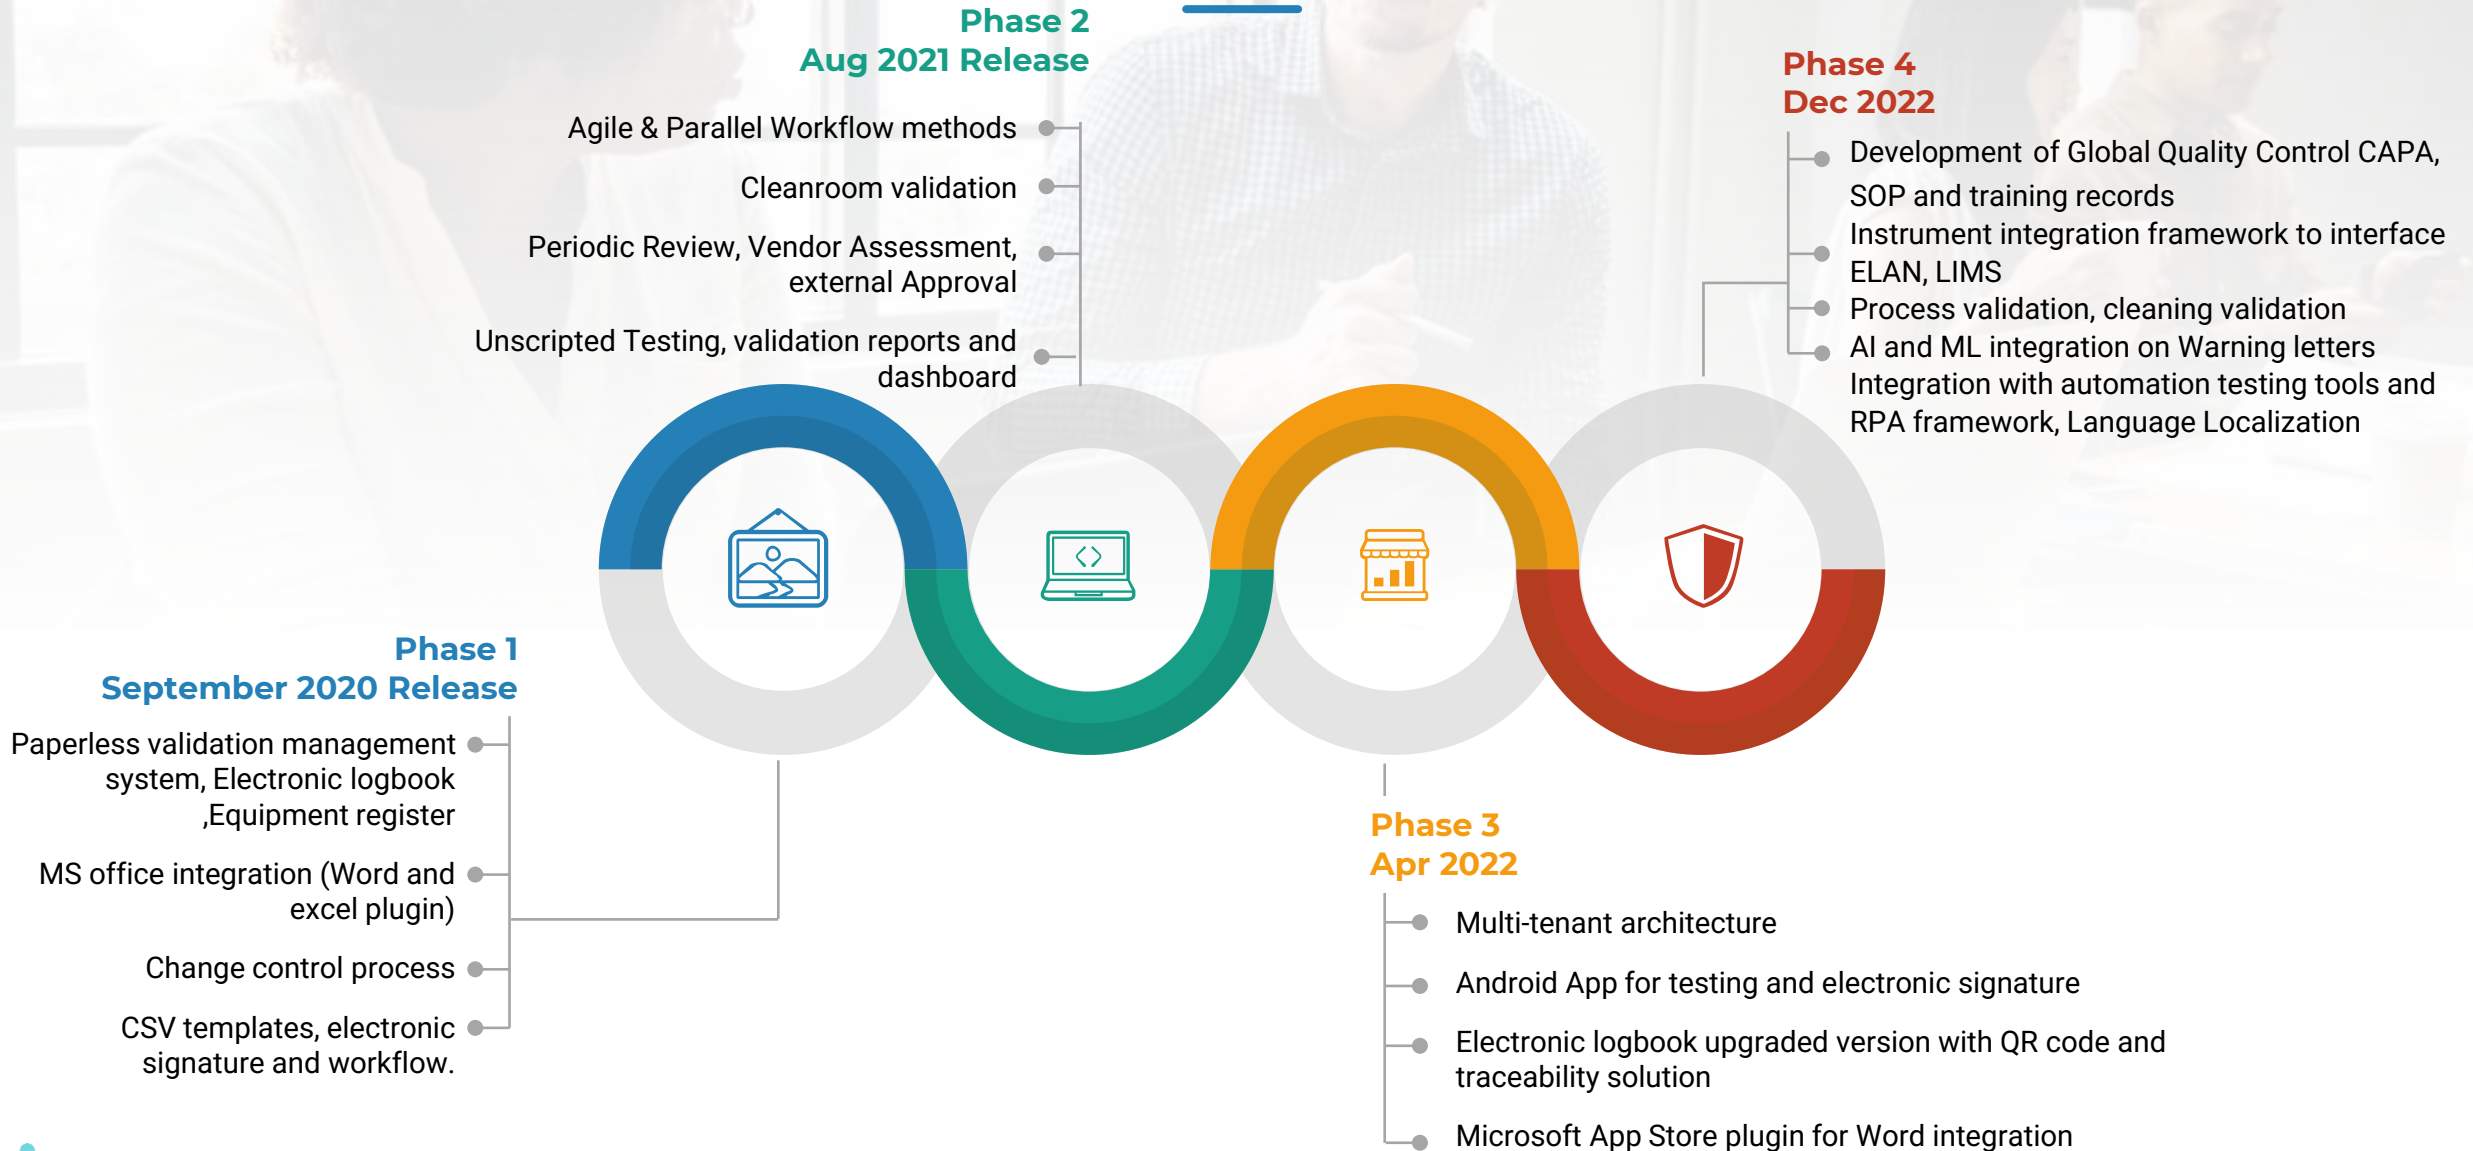 Phase 2
Aug 2021 Release
Agile & Parallel Workflow methods
Cleanroom validation
Periodic Review, Vendor Assessment,
external Approval
Unscripted Testing, validation reports and
dashboard
Phase 4
Dec 2022
Development of Global Quality Control CAPA,
SOP and training records
Instrument integration framework to interface
ELAN, LIMS
Process validation, cleaning validation
AI and ML integration on Warning letters
Integration with automation testing tools and
RPA framework, Language Localization
Phase 1
September 2020 Release
Paperless validation management
system, Electronic logbook
,Equipment register
MS office integration (Word and
excel plugin)
Change control process
CSV templates, electronic
signature and workflow.
Phase 3
Apr 2022
Multi-tenant architecture
Android App for testing and electronic signature
Electronic logbook upgraded version with QR code and
traceability solution
Microsoft App Store plugin for Word integration